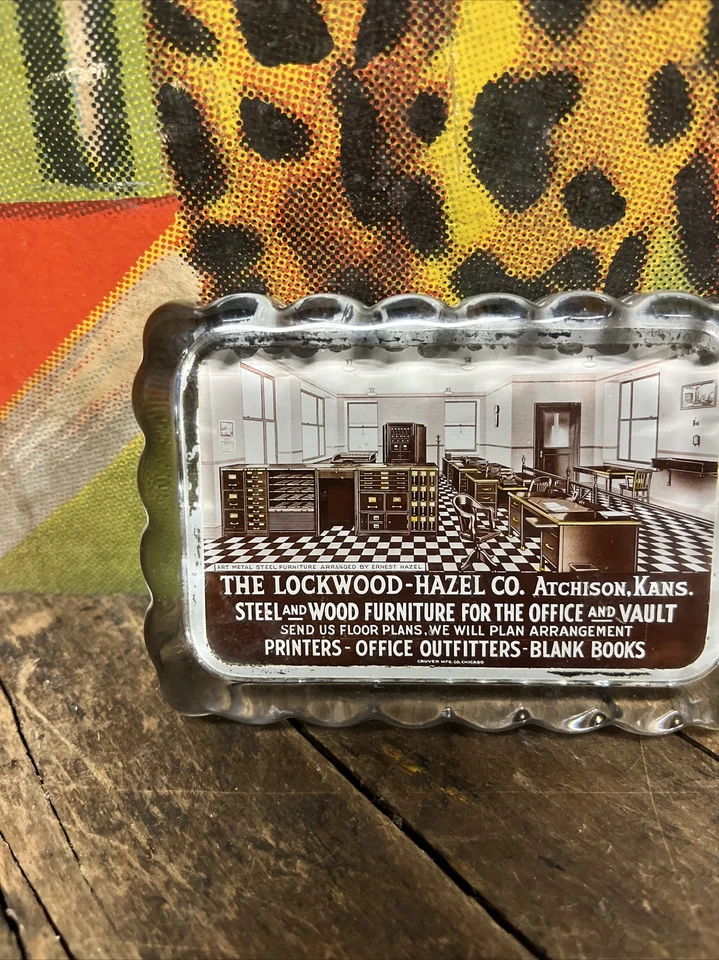 ART METAL STEEL FURNITURE ARRANGED BY ERNEST HAZEL
THE LOCKWOOD-HAZEL CO. ATCHISON, KANS.
STEEL AND WOOD FURNITURE FOR THE OFFICE AND VAULT
SEND US FLOOR PLANS, WE WILL PLAN ARRANGEMENT
PRINTERS - OFFICE OUTFITTERS - BLANK BOOKS
CRUVER MFG. CO. CHICAGO